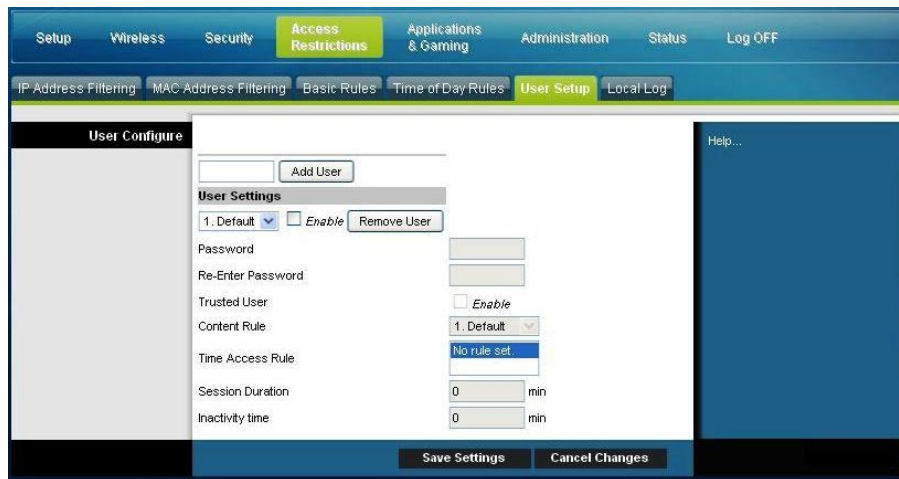 Setup Wireless Security Access Restrictions Applications & Gaming Administration Status Log OFF
IP Address Filtering MAC Address Filtering Basic Rules Time of Day Rules User Setup Local Log
User Configure
Help...
Add User
User Settings
1. Default Enable Remove User
Password
Re-Enter Password
Trusted User Enable
Content Rule 1. Default
Time Access Rule No rule set.
Session Duration 0 min
Inactivity time 0 min
Save Settings Cancel Changes